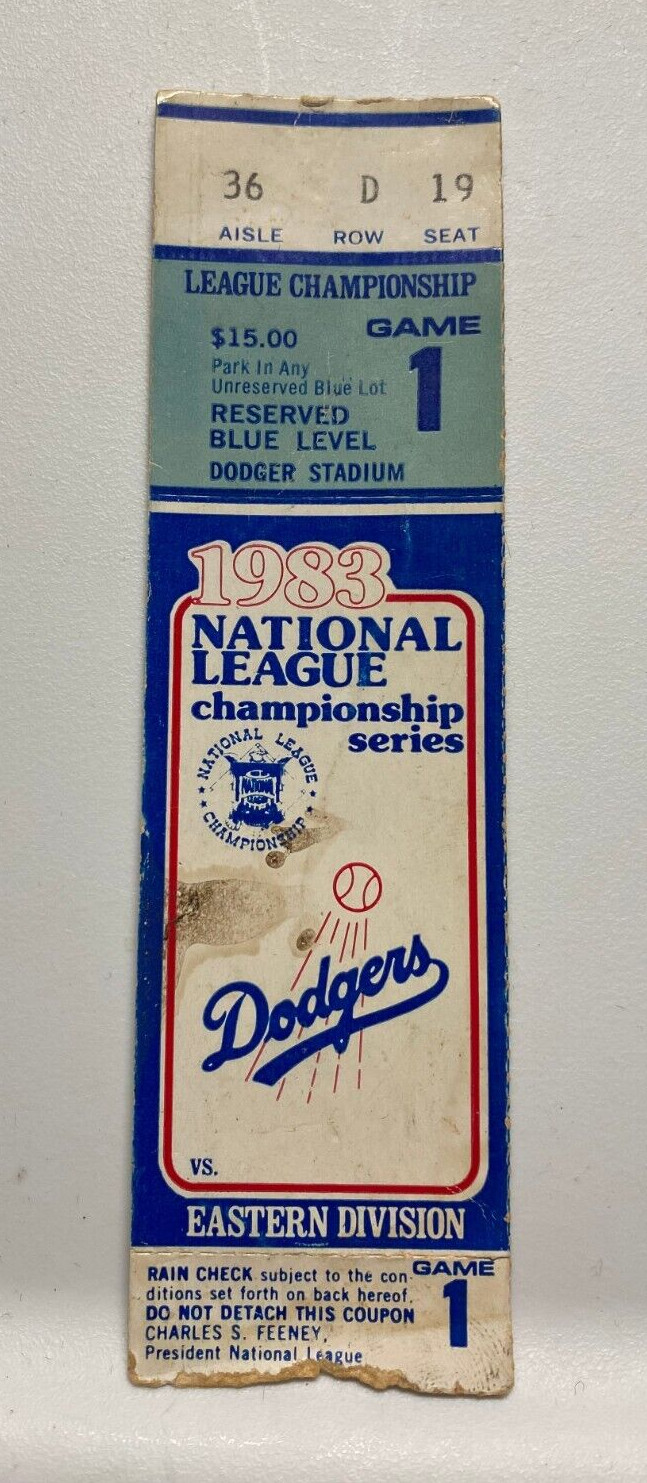 36 D 19
AISLE ROW SEAT
LEAGUE CHAMPIONSHIP
GAME
1
$15.00
Park In Any
Unreserved Blue Lot
RESERVED
BLUE LEVEL
DODGER STADIUM
1983
NATIONAL
LEAGUE
championship
series
NATIONAL LEAGUE
NATIONAL
LEAGUE
CHAMPIONSHIP
Dodgers
VS.
EASTERN DIVISION
RAIN CHECK subject to the con-
ditions set forth on back hereof.
DO NOT DETACH THIS COUPON
CHARLES S. FEENEY,
President National League
GAME
1